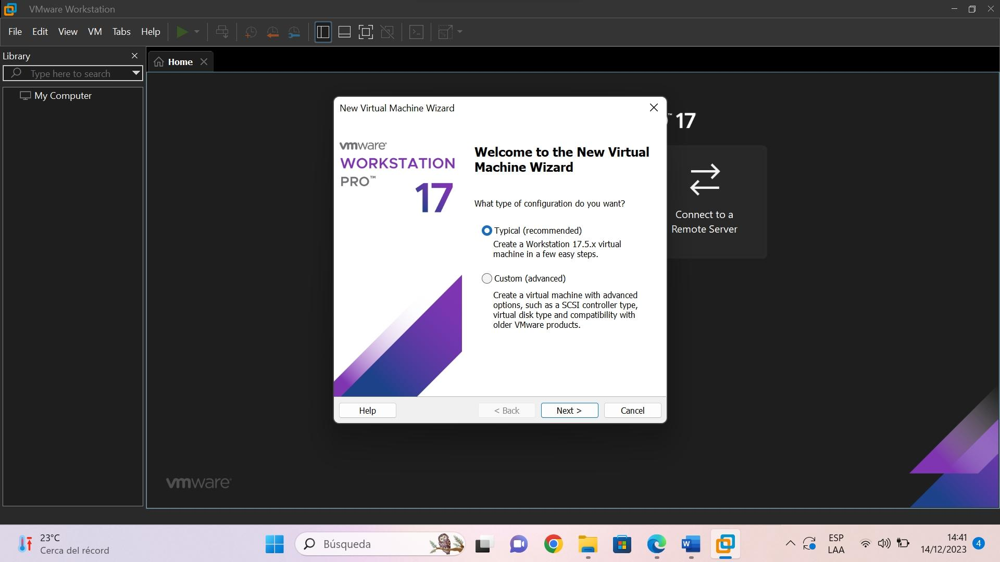 VMware Workstation
File Edit View VM Tabs Help
Library
Type here to search
My Computer
Home
New Virtual Machine Wizard
vmware®
WORKSTATION
PRO™
17
Welcome to the New Virtual
Machine Wizard
What type of configuration do you want?
Typical (recommended)
Create a Workstation 17.5.x virtual
machine in a few easy steps.
Custom (advanced)
Create a virtual machine with advanced
options, such as a SCSI controller type,
virtual disk type and compatibility with
older VMware products.
Help < Back Next > Cancel
™ 17
Connect to a
Remote Server
vmware®
23°C
Cerca del récord
Búsqueda
W
ESP
LAA
14:41
14/12/2023
4